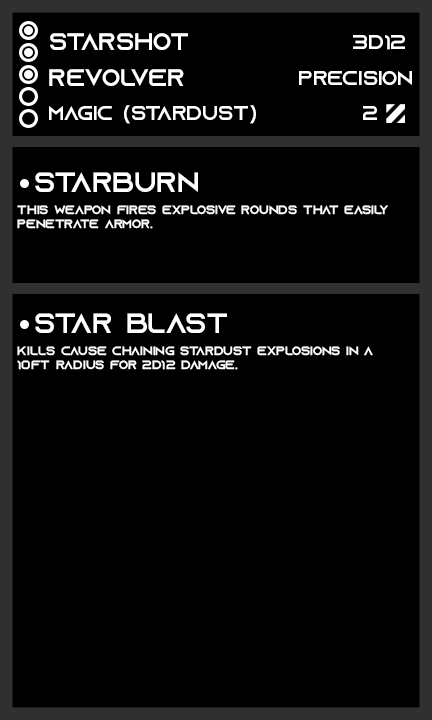 STARSHOT 3D12
REVOLVER PRECISION
MAGIC (STARDUST) 2
•STARBURN
THIS WEAPON FIRES EXPLOSIVE ROUNDS THAT EASILY
PENETRATE ARMOR.
•STAR BLAST
KILLS CAUSE CHAINING STARDUST EXPLOSIONS IN A
10FT RADIUS FOR 2D12 DAMAGE.